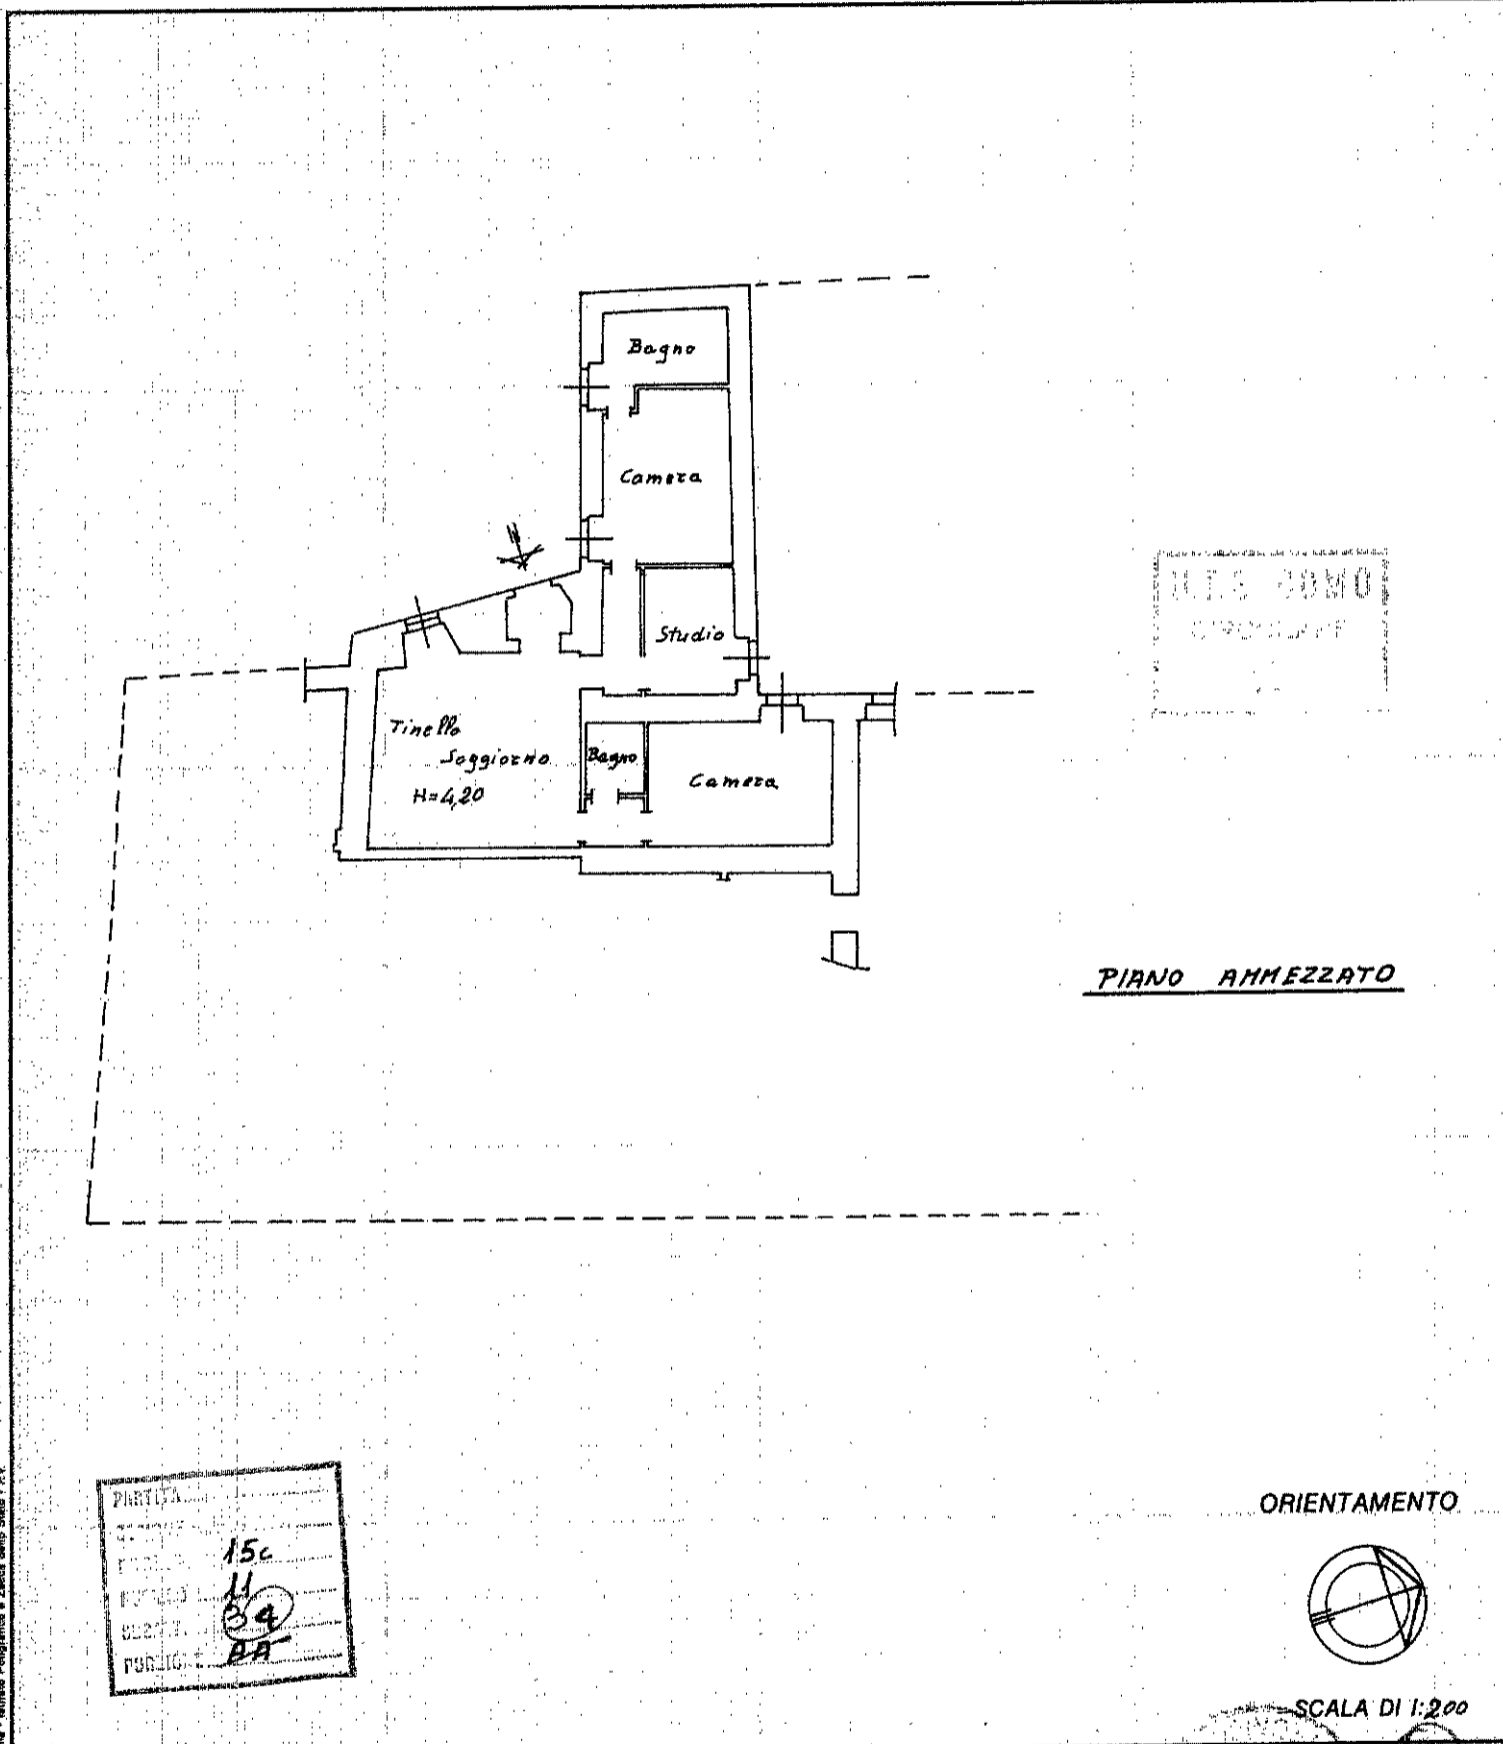 Bagno
Camera
Studio
Tinello
Soggiorno
H=4,20
Bagno
Camera
PIANO AMMEZZATO
PARTITA
15c
11
34
AA
ORIENTAMENTO
SCALA DI 1:200